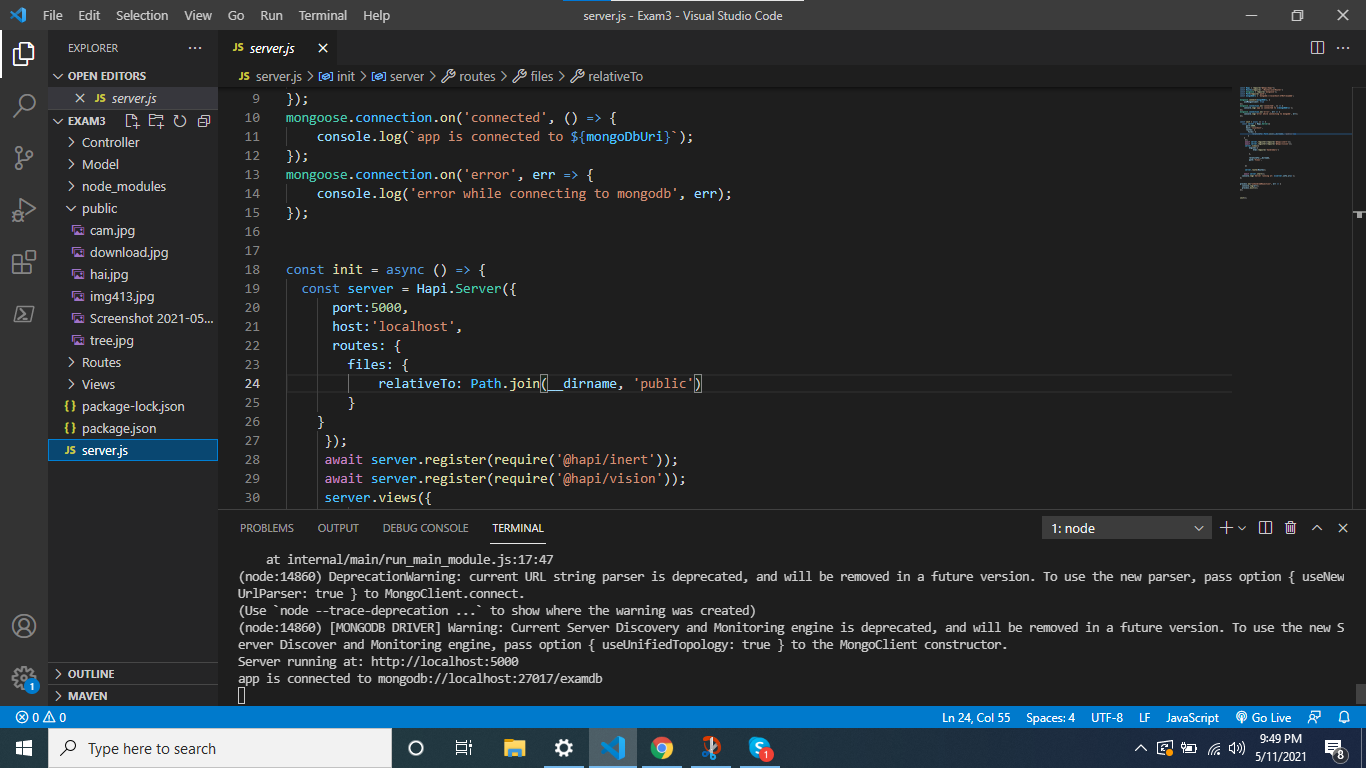 File Edit Selection View Go Run Terminal Help
server.js - Exam3 - Visual Studio Code
EXPLORER
OPEN EDITORS
JS server.js
EXAM3
Controller
Model
node_modules
public
cam.jpg
download.jpg
hai.jpg
img413.jpg
Screenshot 2021-05...
tree.jpg
Routes
Views
{} package-lock.json
{} package.json
JS server.js
OUTLINE
MAVEN
1
JS server.js
JS server.js > init > server > routes > files > relativeTo
9 });
10 mongoose.connection.on('connected', () => {
11 console.log(`app is connected to ${mongoDbUri}`);
12 });
13 mongoose.connection.on('error', err => {
14 console.log('error while connecting to mongodb', err);
15 });
16
17
18 const init = async () => {
19 const server = Hapi.Server({
20 port:5000,
21 host:'localhost',
22 routes: {
23 files: {
24 relativeTo: Path.join(__dirname, 'public')
25 }
26 }
27 });
28 await server.register(require('@hapi/inert'));
29 await server.register(require('@hapi/vision'));
30 server.views({
PROBLEMS OUTPUT DEBUG CONSOLE TERMINAL
1: node
at internal/main/run_main_module.js:17:47
(node:14860) DeprecationWarning: current URL string parser is deprecated, and will be removed in a future version. To use the new parser, pass option { useNew
UrlParser: true } to MongoClient.connect.
(Use `node --trace-deprecation ...` to show where the warning was created)
(node:14860) [MONGODB DRIVER] Warning: Current Server Discovery and Monitoring engine is deprecated, and will be removed in a future version. To use the new S
erver Discover and Monitoring engine, pass option { useUnifiedTopology: true } to the MongoClient constructor.
Server running at: http://localhost:5000
app is connected to mongodb://localhost:27017/examdb
0 0
Ln 24, Col 55 Spaces: 4 UTF-8 LF JavaScript Go Live
Type here to search
1
9:49 PM
5/11/2021
8